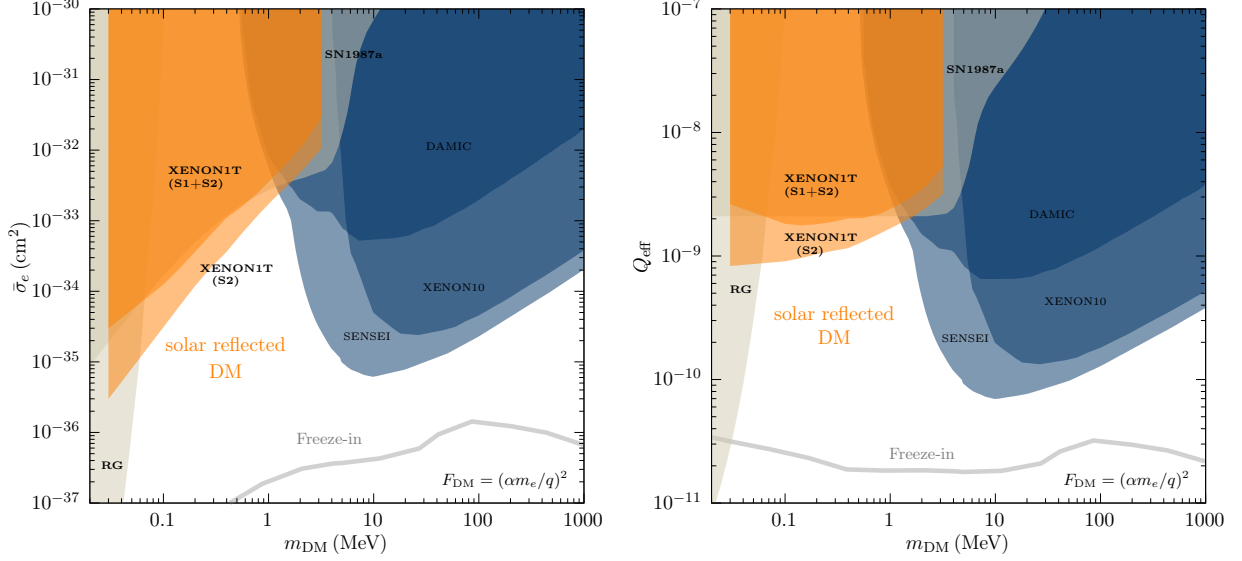 10⁻³⁰
10⁻³¹
10⁻³²
10⁻³³
10⁻³⁴
10⁻³⁵
10⁻³⁶
10⁻³⁷
σ̄ₑ (cm²)
SN1987a
DAMIC
XENON1T
(S1+S2)
XENON1T
(S2)
XENON10
SENSEI
solar reflected
DM
Freeze-in
RG
F_DM = (αmₑ/q)²
0.1 1 10 100 1000
m_DM (MeV)
10⁻⁷
10⁻⁸
10⁻⁹
10⁻¹⁰
10⁻¹¹
Q_eff
SN1987a
XENON1T
(S1+S2)
DAMIC
XENON1T
(S2)
RG
XENON10
solar reflected
DM
SENSEI
Freeze-in
F_DM = (αmₑ/q)²
0.1 1 10 100 1000
m_DM (MeV)